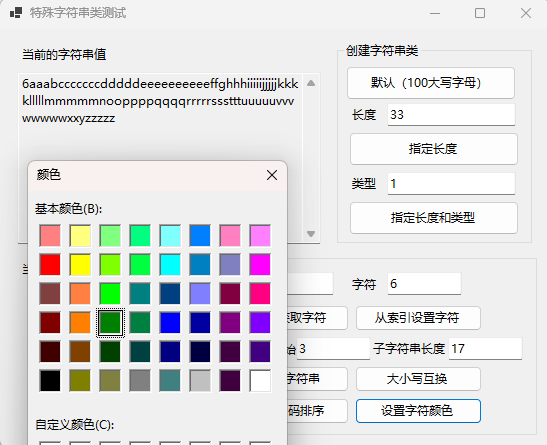 特殊字符串类测试
当前的字符串值
6aaabcccccccdddddeeeeeeeeeeffghhhiiiiijjjjjkkk
klllllmmmmmnooppppqqqqrrrrrssstttuuuuuvvv
wwwwwxxyzzzzz
创建字符串类
默认（100大写字母）
长度 33
指定长度
类型 1
指定长度和类型
颜色
基本颜色(B):
自定义颜色(C):
字符 6
取字符
从索引设置字符
始 3
子字符串长度 17
字符串
大小写互换
码排序
设置字符颜色